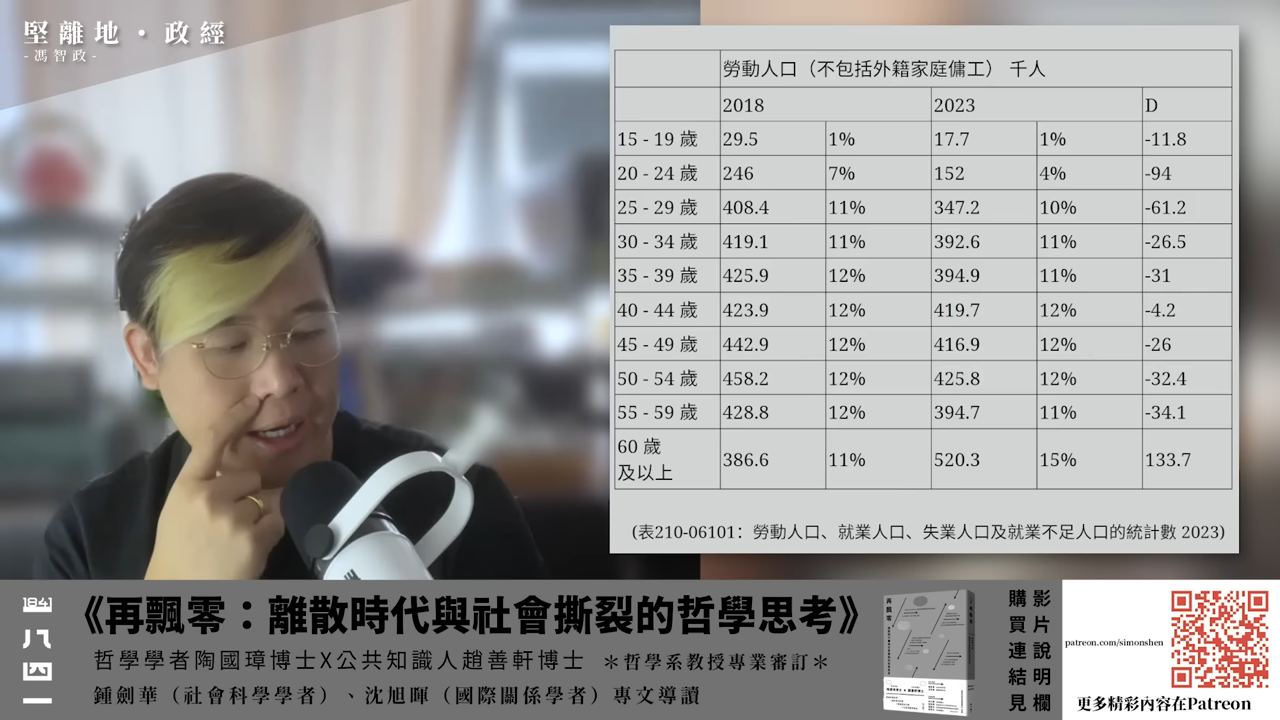 堅離地・政經
-馮智政-
勞動人口（不包括外籍家庭傭工） 千人
2018 2023 D
15 - 19 歲 29.5 1% 17.7 1% -11.8
20 - 24 歲 246 7% 152 4% -94
25 - 29 歲 408.4 11% 347.2 10% -61.2
30 - 34 歲 419.1 11% 392.6 11% -26.5
35 - 39 歲 425.9 12% 394.9 11% -31
40 - 44 歲 423.9 12% 419.7 12% -4.2
45 - 49 歲 442.9 12% 416.9 12% -26
50 - 54 歲 458.2 12% 425.8 12% -32.4
55 - 59 歲 428.8 12% 394.7 11% -34.1
60 歲
及以上 386.6 11% 520.3 15% 133.7
(表210-06101：勞動人口、就業人口、失業人口及就業不足人口的統計數 2023)
1841
一八四一
《再飄零：離散時代與社會撕裂的哲學思考》
哲學學者陶國璋博士X公共知識人趙善軒博士 ＊哲學系教授專業審訂＊
鍾劍華（社會科學學者）、沈旭暉（國際關係學者）專文導讀
再飄零
購買連結見
影片說明欄
patreon.com/simonshen
更多精彩內容在Patreon